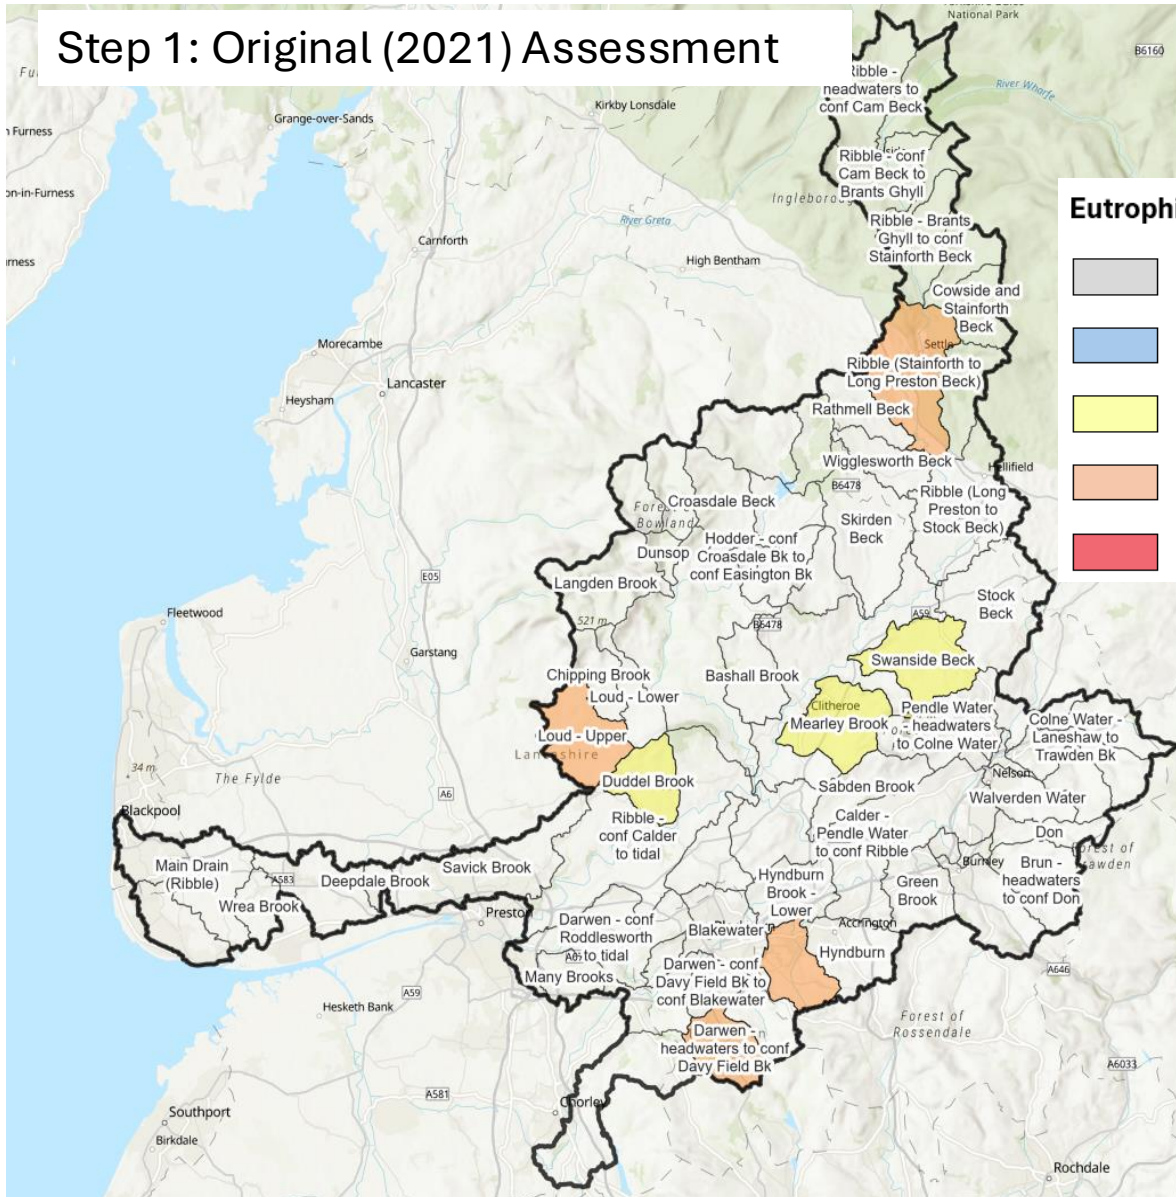 Step 1: Original (2021) Assessment
National Park
B6160
River Wharfe
Kirkby Lonsdale
Grange-over-Sands
n Furness
on-in-Furness
rness
Ribble -
headwaters to
conf Cam Beck
Ribble - conf
Cam Beck to
Brants Ghyll
Ingleboroug
Ribble - Brants
Ghyll to conf
Stainforth Beck
Eutrophi
River Greta
Carnforth
High Bentham
Cowside and
Stainforth
Beck
Settle
Morecambe
Lancaster
Heysham
Ribble (Stainforth to
Long Preston Beck)
Rathmell Beck
Wigglesworth Beck
Hellifield
B6478
Croasdale Beck
Skirden
Beck
Ribble (Long
Preston to
Stock Beck)
Bowland
Dunsop
Hodder - conf
Croasdale Bk to
conf Easington Bk
Langden Brook
E05
Stock
Beck
Fleetwood
521 m
B6478
A59
Garstang
Swanside Beck
Chipping Brook
Loud - Lower
Bashall Brook
Clitheroe
Mearley Brook
Pendle Water
- headwaters
to Colne Water
Colne Water -
Laneshaw to
Trawden Bk
Loud - Upper
34 m
The Fylde
A6
Duddel Brook
Sabden Brook
Nelson
Walverden Water
Blackpool
Ribble -
conf Calder
to tidal
Calder -
Pendle Water
to conf Ribble
Don
Burnley
Brun -
headwaters
to conf Don
Main Drain
(Ribble)
A583
Wrea Brook
Deepdale Brook
Savick Brook
Preston
Hyndburn
Brook -
Lower
Green
Brook
Accrington
Hyndburn
Darwen - conf
Roddlesworth
to tidal
Blakewater
Many Brooks
Darwen - conf
Davy Field Bk to
conf Blakewater
A646
A59
Hesketh Bank
Forest of
Rossendale
Darwen -
headwaters to conf
Davy Field Bk
A6033
A581
Chorley
Southport
Birkdale
Rochdale